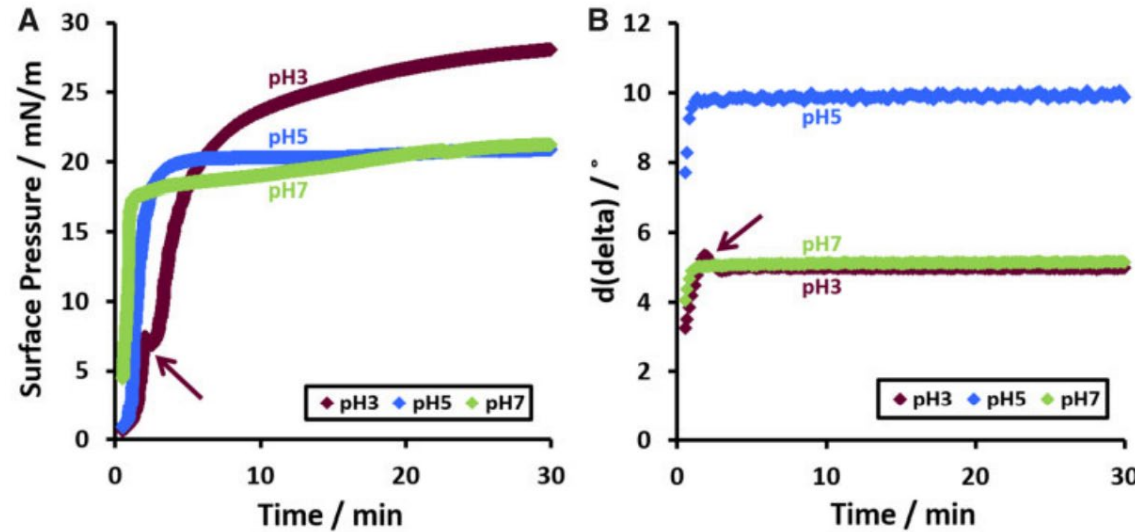 A
Surface Pressure / mN/m
30
25
20
15
10
5
0
pH3
pH5
pH7
pH3 pH5 pH7
0 10 20 30
Time / min
B
d(delta) / °
12
10
8
6
4
2
0
pH5
pH7
pH3
pH3 pH5 pH7
0 10 20 30
Time / min